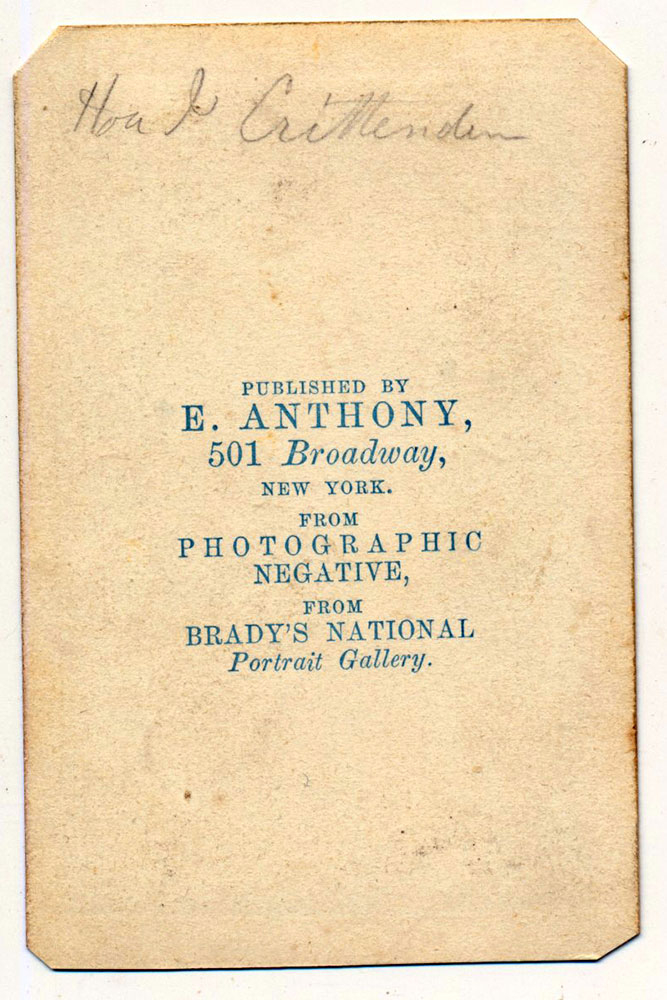 Hon J Crittenden
PUBLISHED BY
E. ANTHONY,
501 Broadway,
NEW YORK.
FROM
PHOTOGRAPHIC
NEGATIVE,
FROM
BRADY'S NATIONAL
Portrait Gallery.